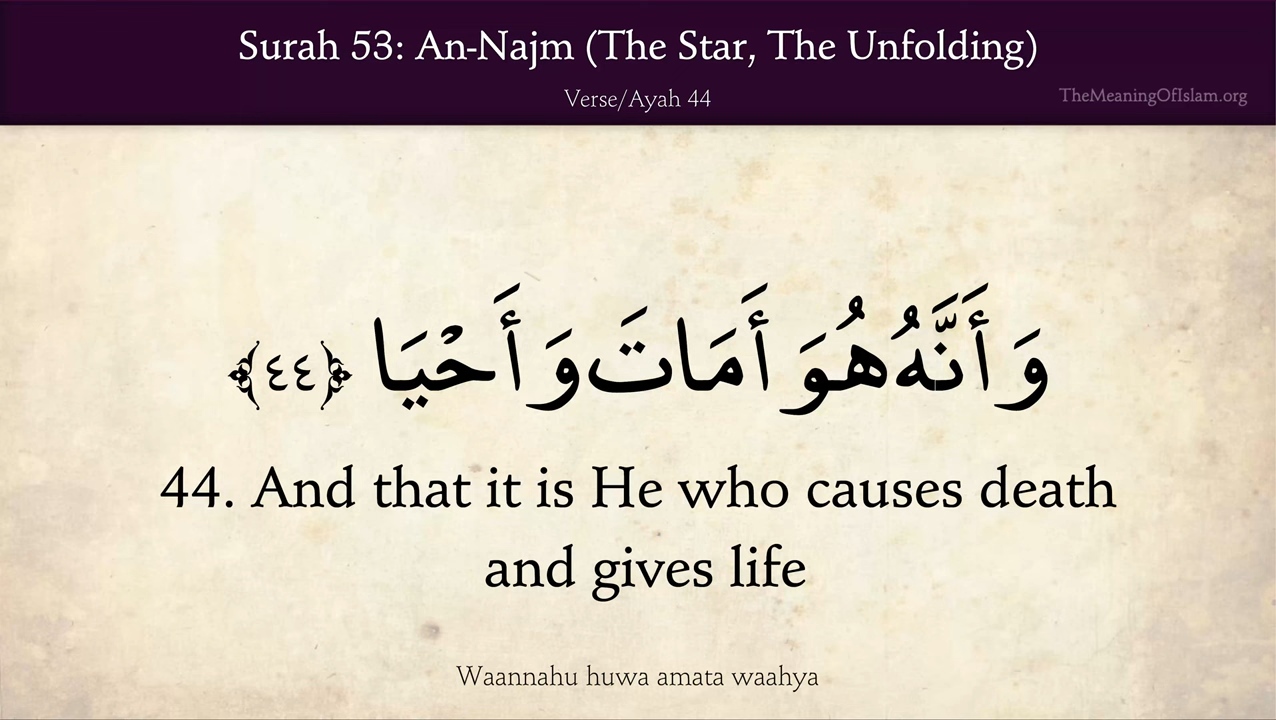 Surah 53: An-Najm (The Star, The Unfolding)
Verse/Ayah 44
TheMeaningOfIslam.org
وَأَنَّهُ هُوَ أَمَاتَ وَأَحْيَا ﴿٤٤﴾
44. And that it is He who causes death
and gives life
Waannahu huwa amata waahya